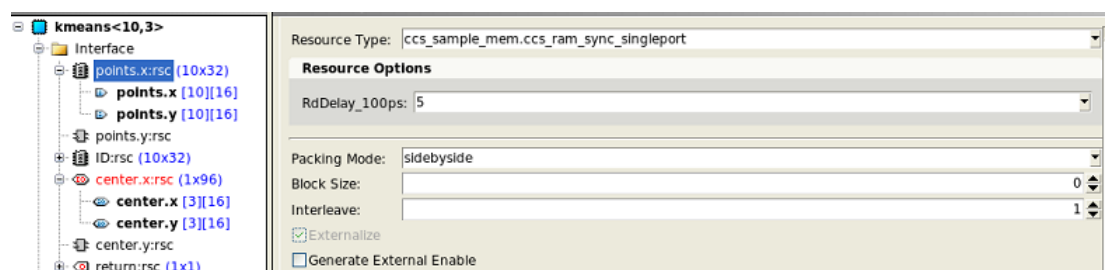 kmeans<10,3>
Interface
points.x:rsc (10x32)
points.x [10][16]
points.y [10][16]
points.y:rsc
ID:rsc (10x32)
center.x:rsc (1x96)
center.x [3][16]
center.y [3][16]
center.y:rsc
return:rsc (1x1)
Resource Type: ccs_sample_mem.ccs_ram_sync_singleport
Resource Options
RdDelay_100ps: 5
Packing Mode: sidebyside
Block Size: 0
Interleave: 1
Externalize
Generate External Enable